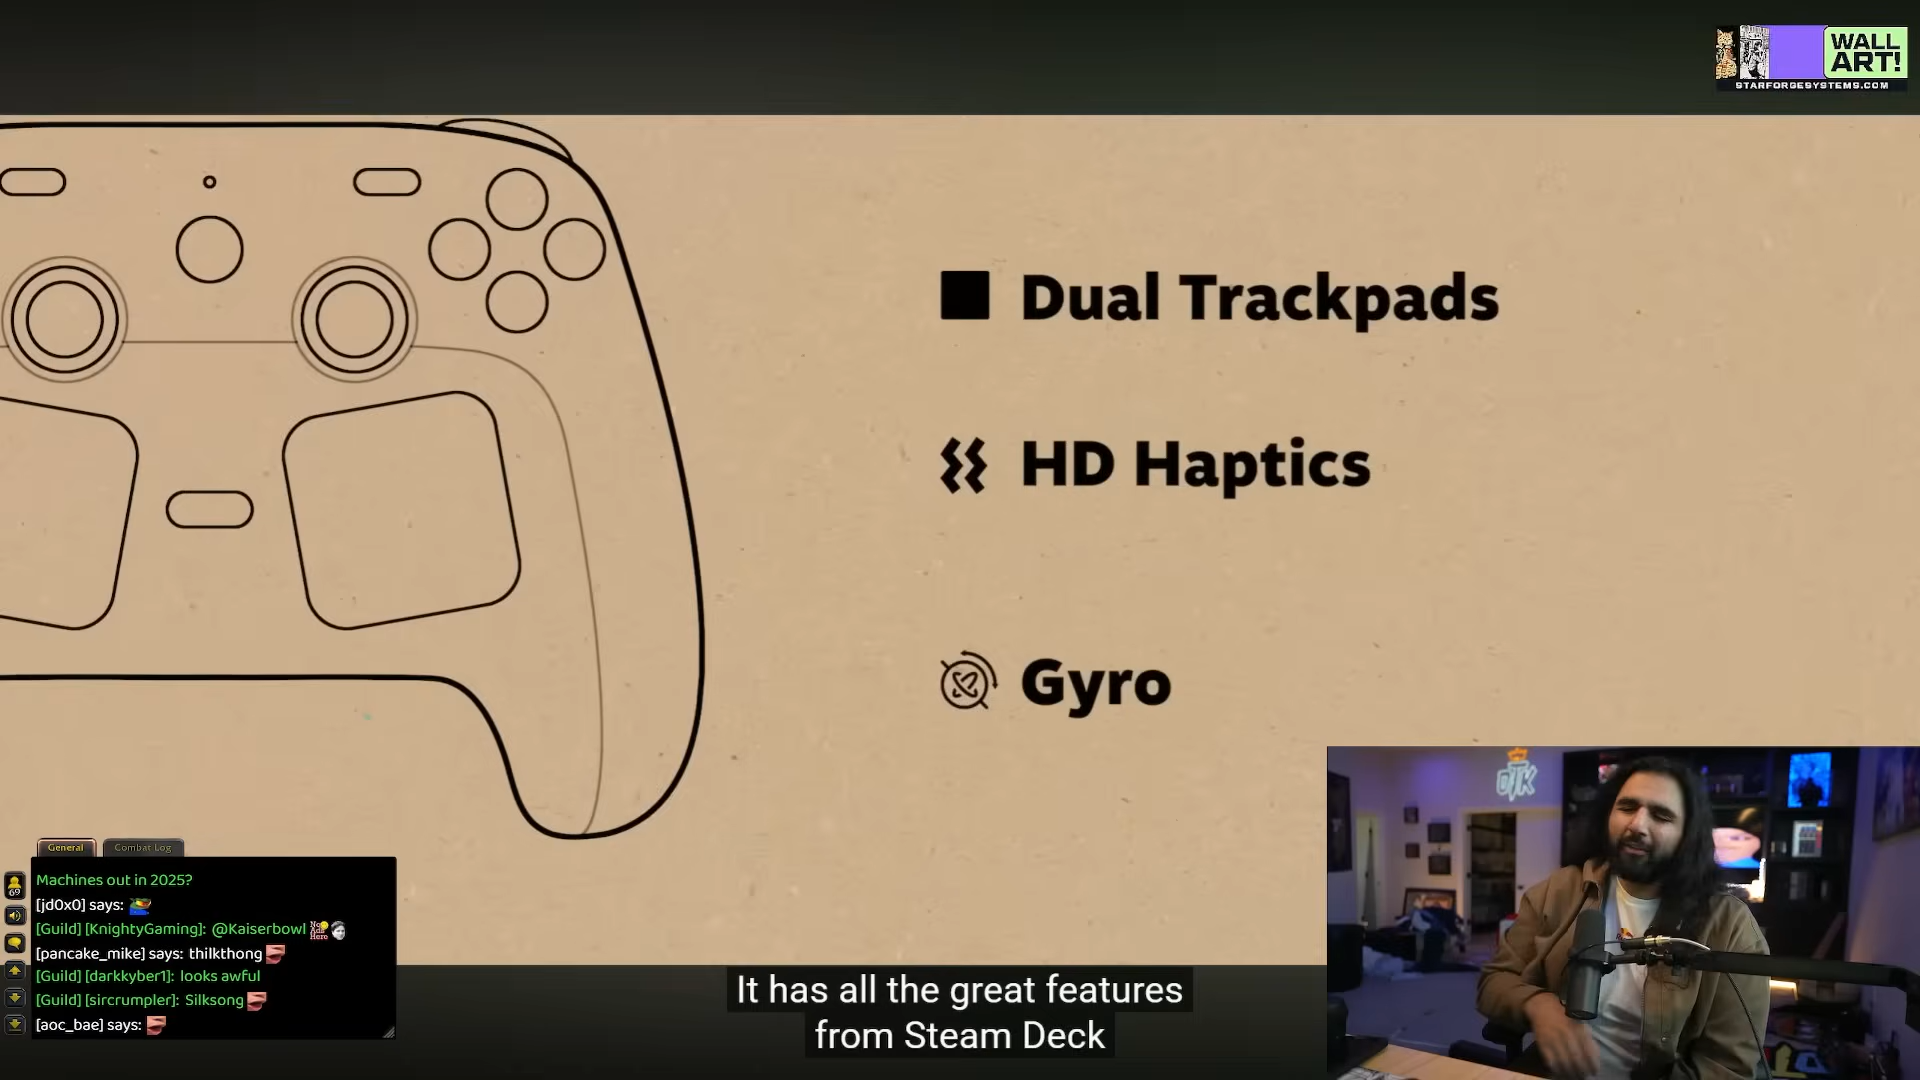 WALL
ART!
STARFORGESYSTEMS.COM
Dual Trackpads
HD Haptics
Gyro
DTK
General
Combat Log
69
Machines out in 2025?
[jd0x0] says:
[Guild] [KnightyGaming]: @Kaiserbowl
[pancake_mike] says: thilkthong
[Guild] [darkkyber1]: looks awful
[Guild] [sircrumpler]: Silksong
[aoc_bae] says:
It has all the great features
from Steam Deck